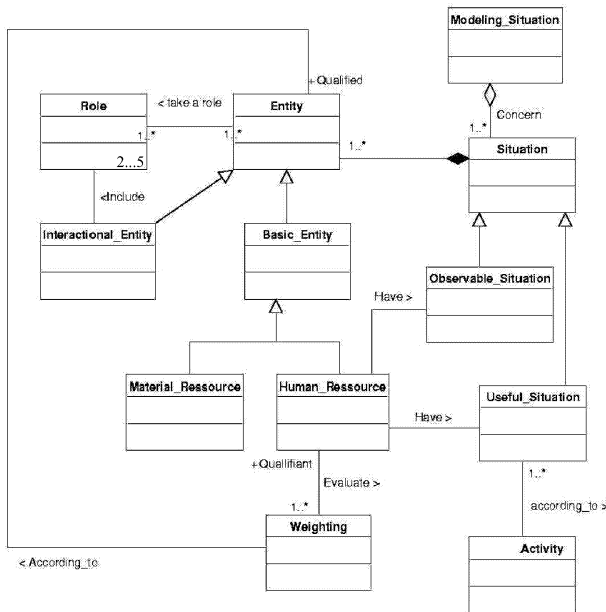 Modeling_Situation
+Qualified
Role
< take a role
Entity
Concern
1..*
1..*
1..*
1..*
Situation
2...5
<Include
Interactional_Entity
Basic_Entity
Observable_Situation
Have >
Material_Ressource
Human_Ressource
Useful_Situation
Have >
+Quallifiant
1..*
Evaluate >
1..*
according_to >
Weighting
Activity
< According_to